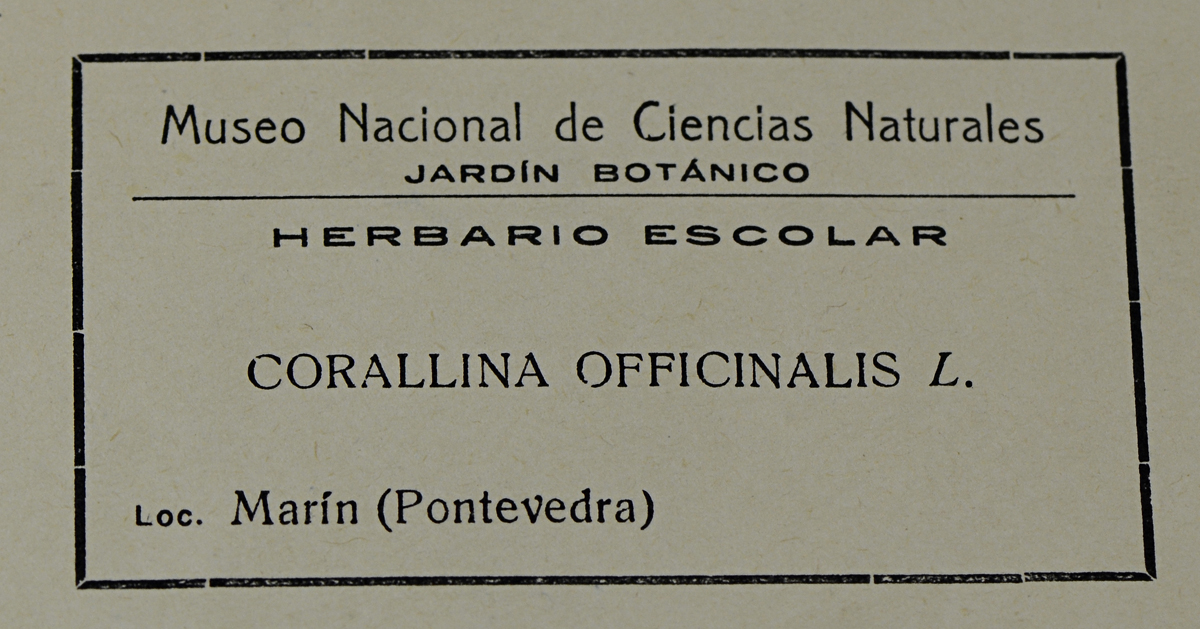 Museo Nacional de Ciencias Naturales
JARDÍN BOTÁNICO
HERBARIO ESCOLAR
CORALLINA OFFICINALIS L.
Loc. Marín (Pontevedra)